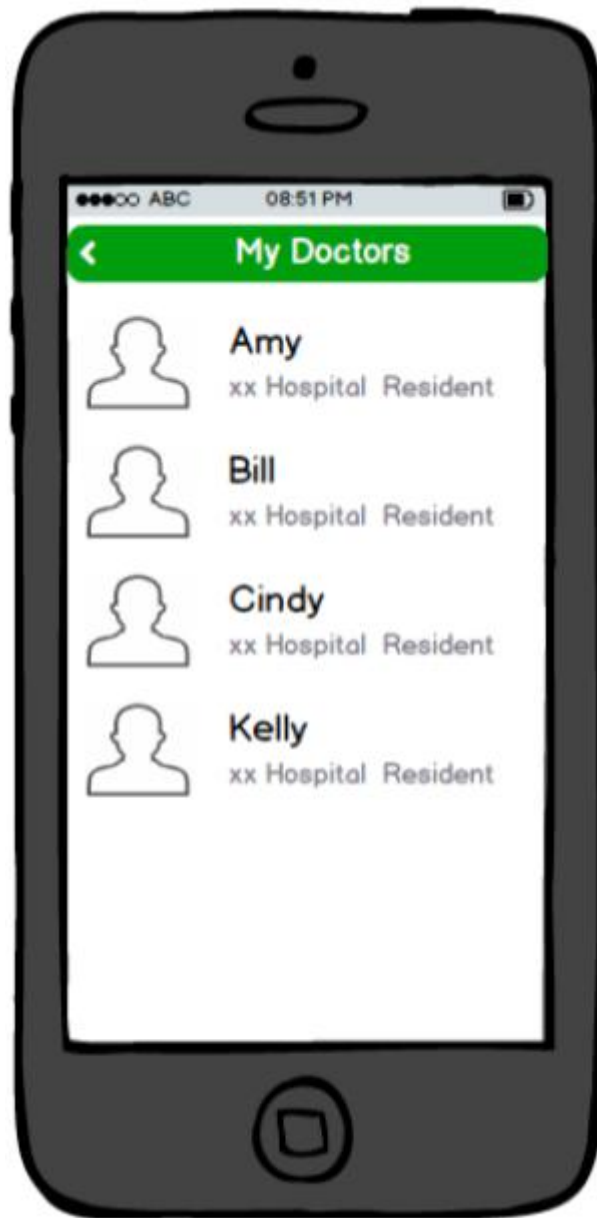 ABC 08:51 PM
My Doctors
Amy
xx Hospital Resident
Bill
xx Hospital Resident
Cindy
xx Hospital Resident
Kelly
xx Hospital Resident